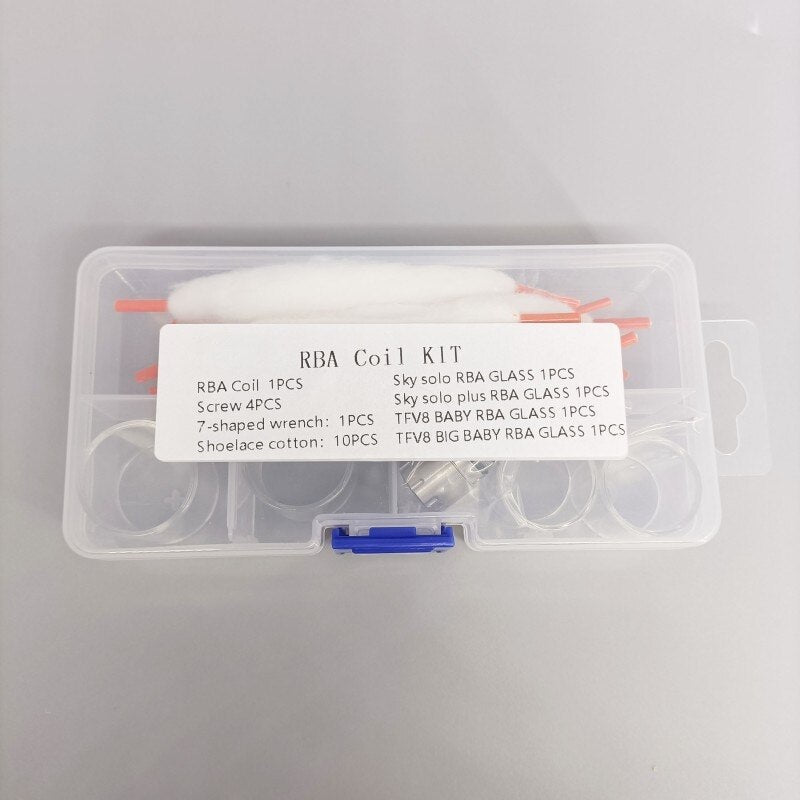 RBA Coil KIT
RBA Coil 1PCS
Screw 4PCS
7-shaped wrench: 1PCS
Shoelace cotton: 10PCS
Sky solo RBA GLASS 1PCS
Sky solo plus RBA GLASS 1PCS
TFV8 BABY RBA GLASS 1PCS
TFV8 BIG BABY RBA GLASS 1PCS